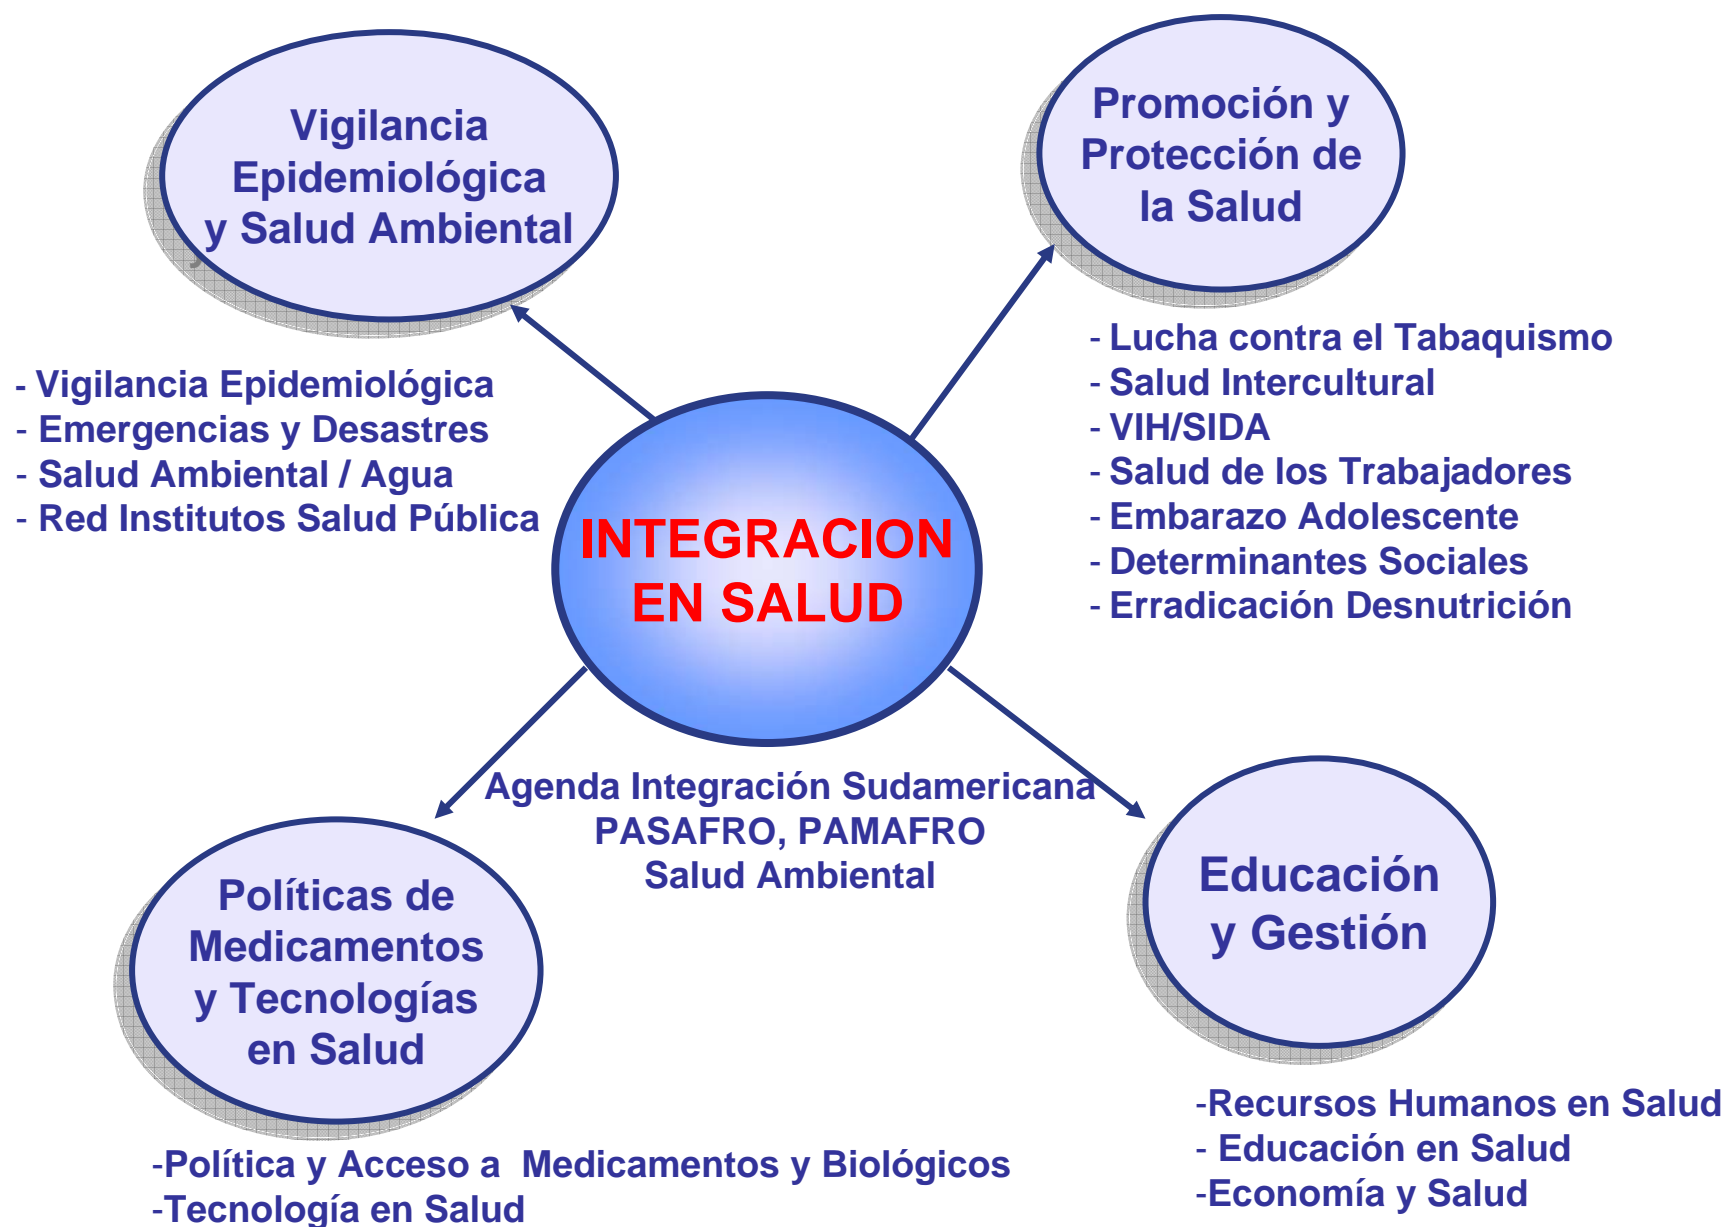 Vigilancia
Epidemiológica
y Salud Ambiental
- Vigilancia Epidemiológica
- Emergencias y Desastres
- Salud Ambiental / Agua
- Red Institutos Salud Pública
Promoción y
Protección de
la Salud
- Lucha contra el Tabaquismo
- Salud Intercultural
- VIH/SIDA
- Salud de los Trabajadores
- Embarazo Adolescente
- Determinantes Sociales
- Erradicación Desnutrición
INTEGRACION
EN SALUD
Agenda Integración Sudamericana
PASAFRO, PAMAFRO
Salud Ambiental
Políticas de
Medicamentos
y Tecnologías
en Salud
-Política y Acceso a  Medicamentos y Biológicos
-Tecnología en Salud
Educación
y Gestión
-Recursos Humanos en Salud
- Educación en Salud
-Economía y Salud